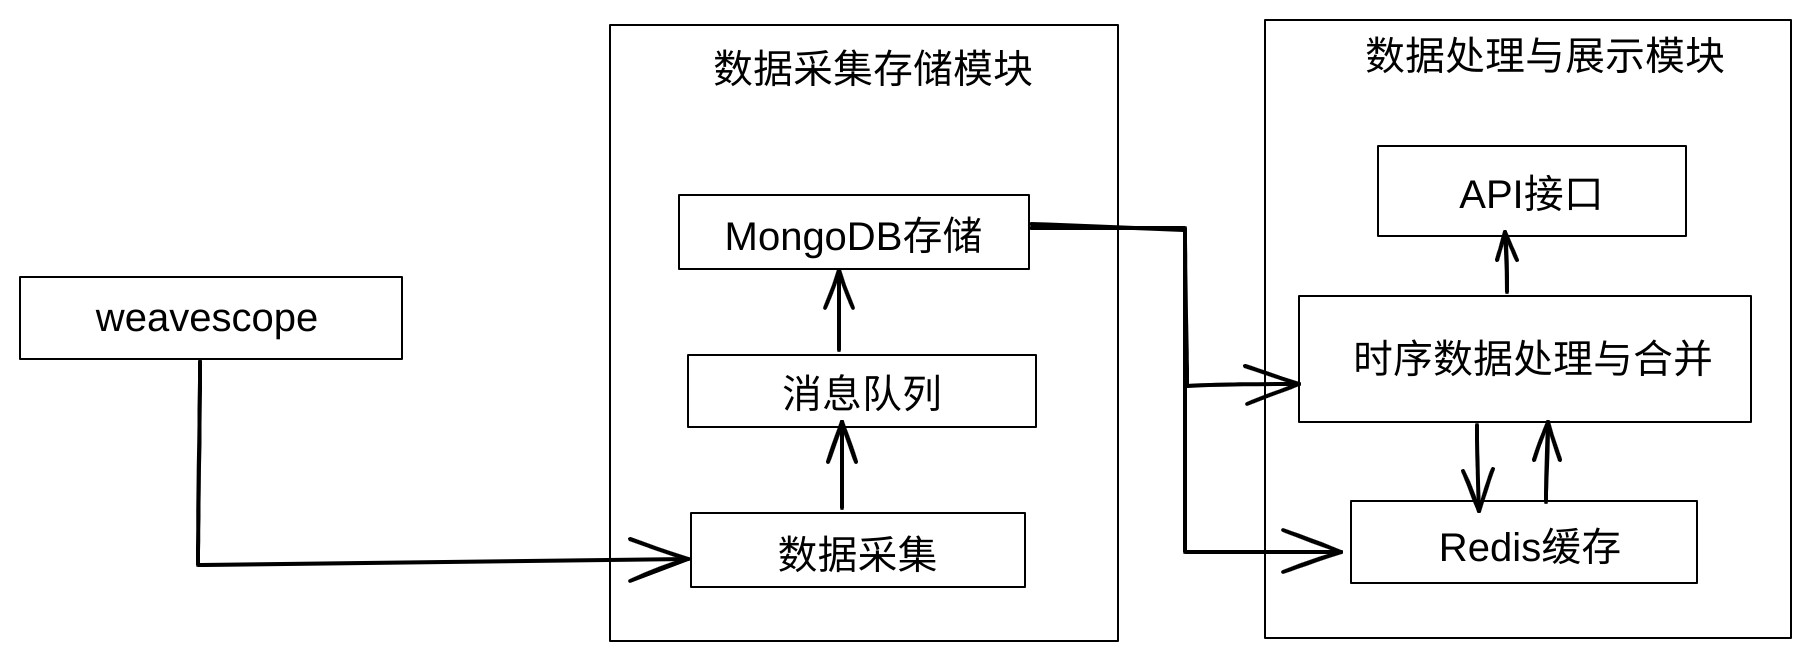 weavescope
数据采集存储模块
MongoDB存储
消息队列
数据采集
数据处理与展示模块
API接口
时序数据处理与合并
Redis缓存